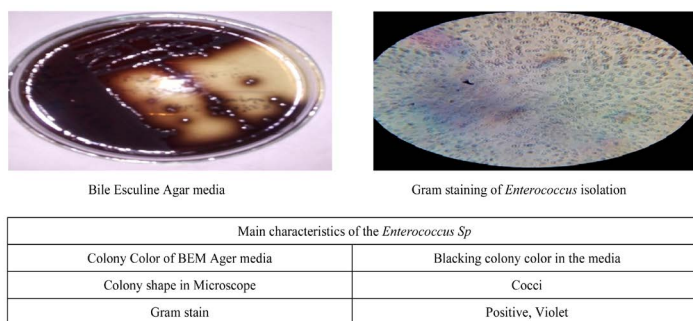 Bile Esculine Agar media
Gram staining of Enterococcus isolation
Main characteristics of the Enterococcus Sp
Colony Color of BEM Ager media
Blacking colony color in the media
Colony shape in Microscope
Cocci
Gram stain
Positive, Violet